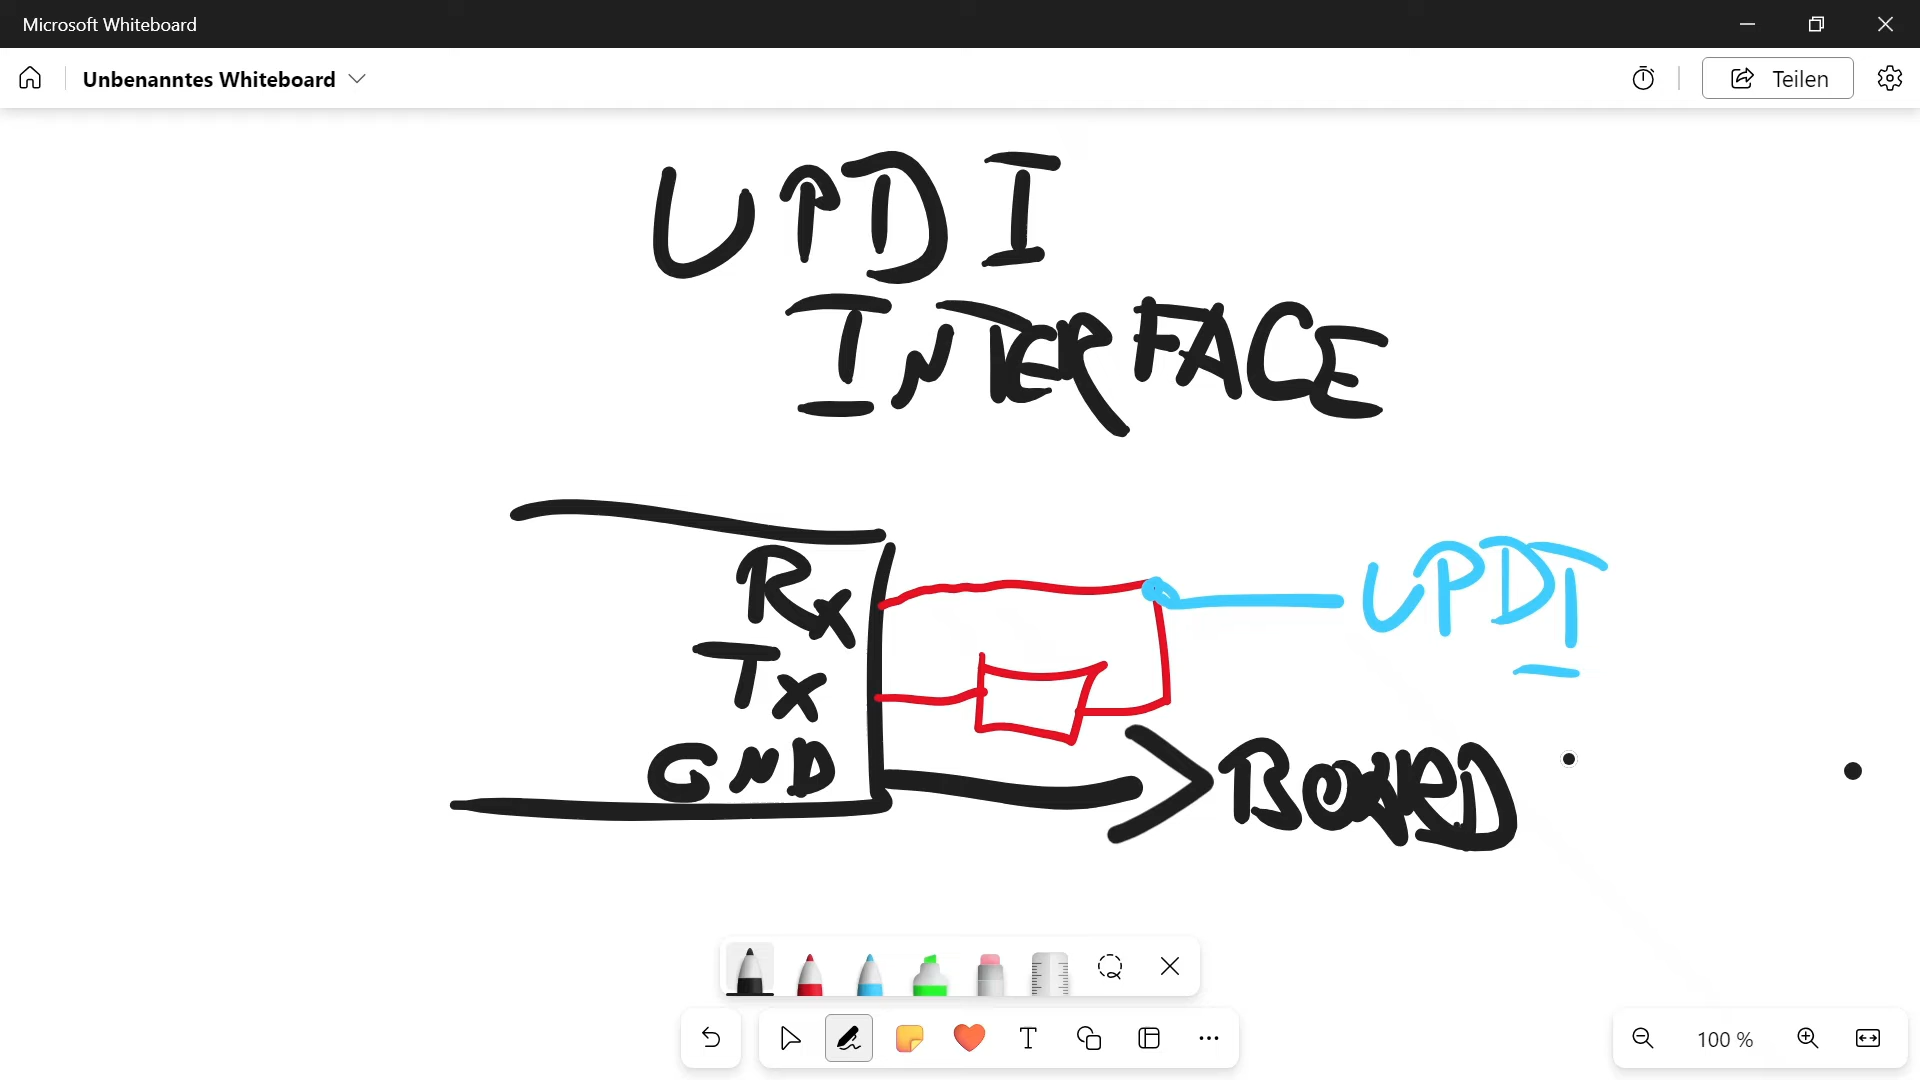 Microsoft Whiteboard
Unbenanntes Whiteboard
Teilen
UPDI
INTERFACE
Rx
UPDI
Tx
GND
BOARD
100 %